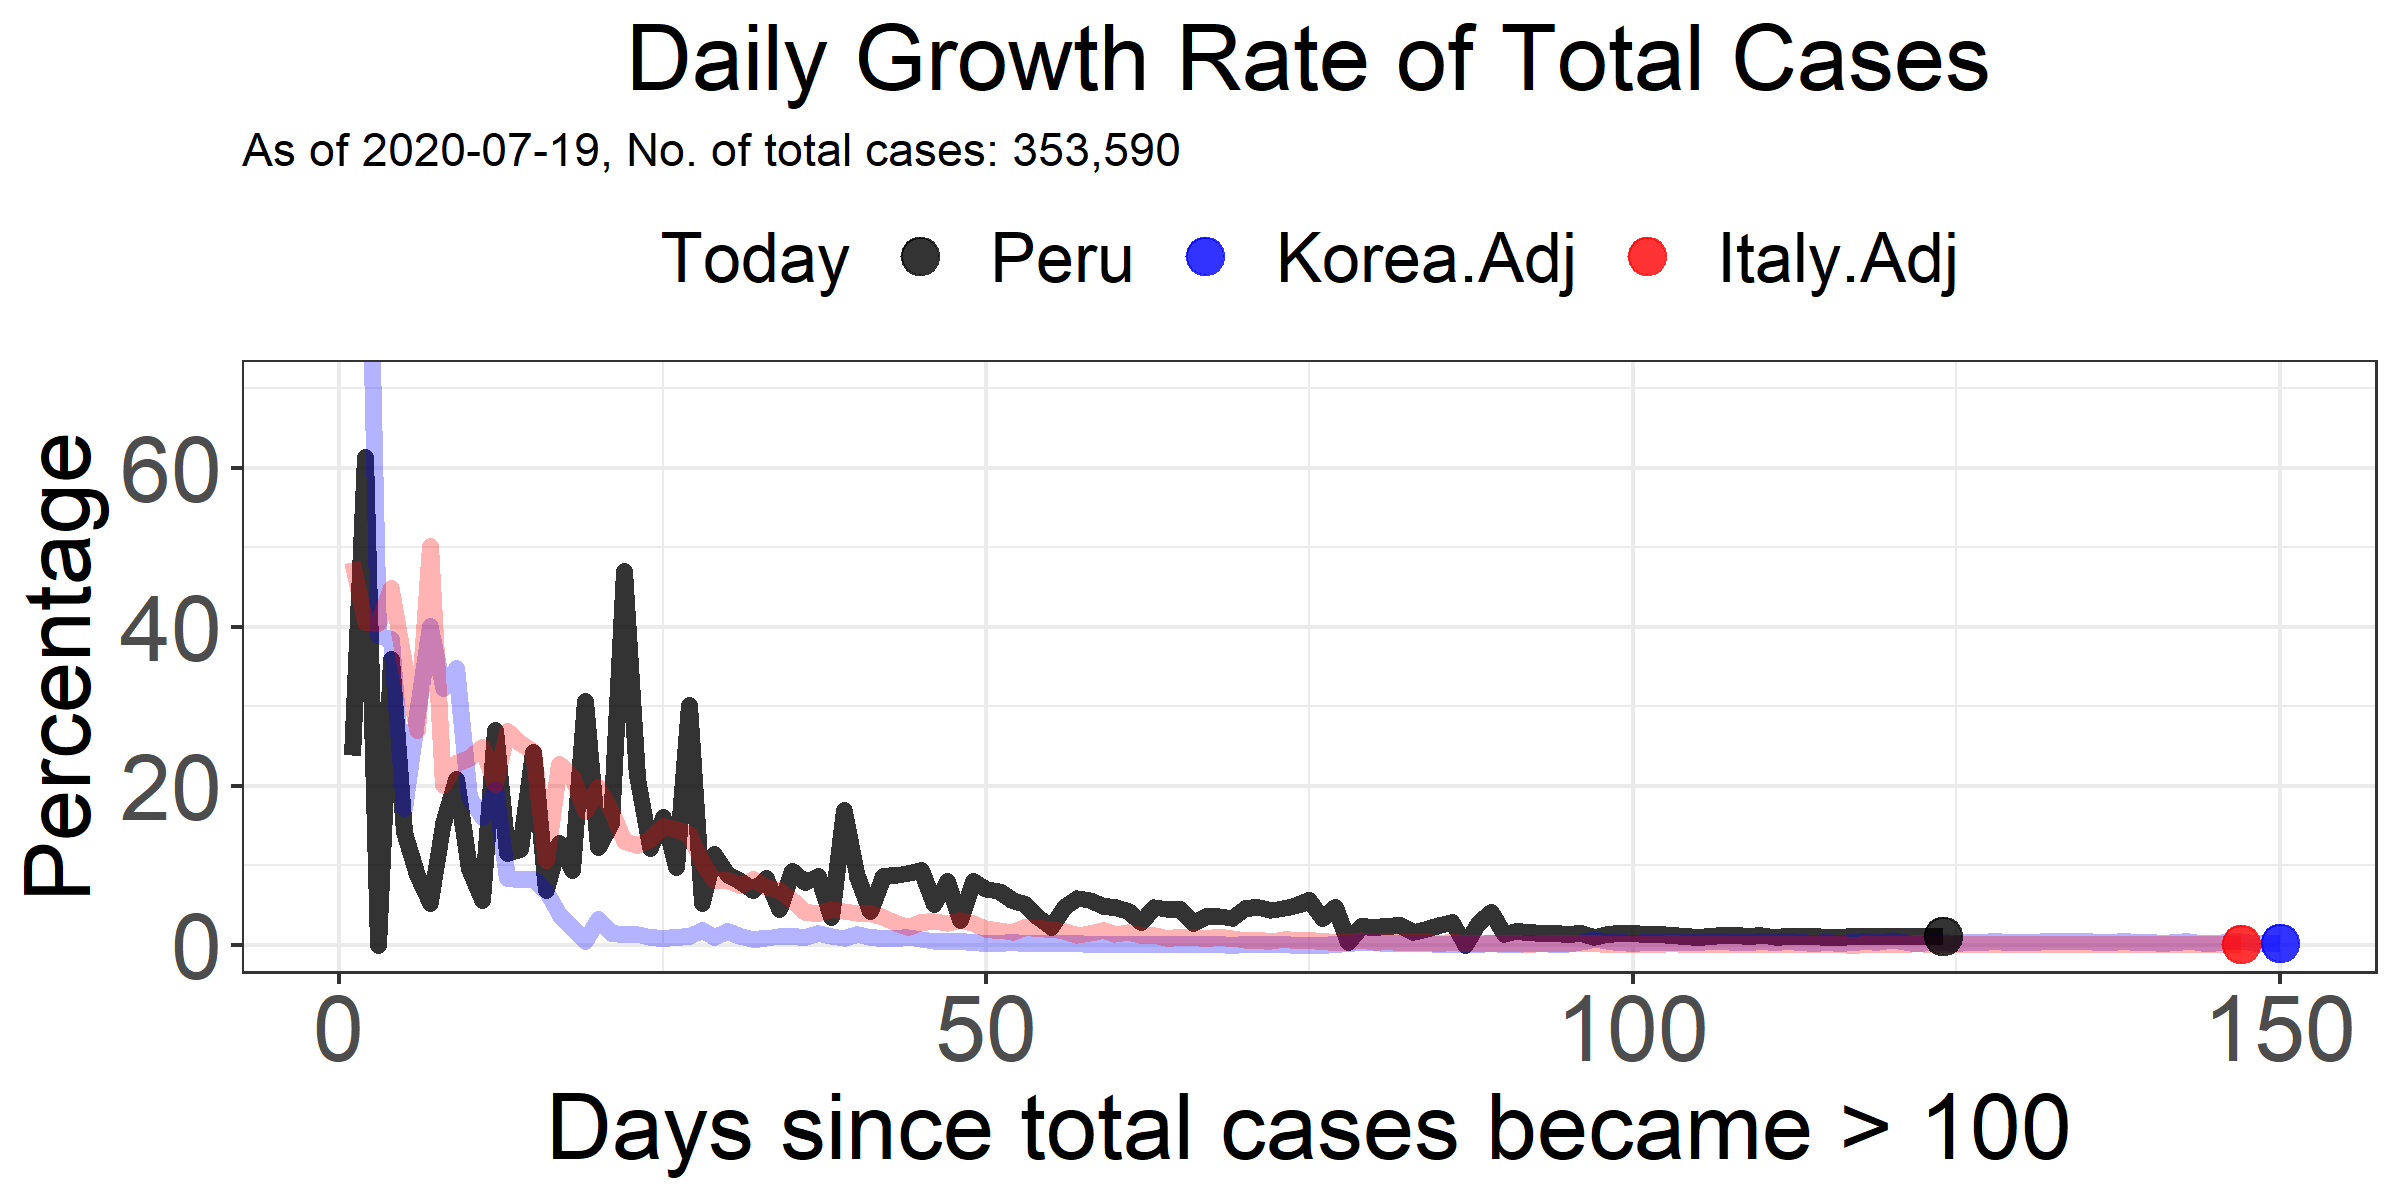 Daily Growth Rate of Total Cases
As of 2020-07-19, No. of total cases: 353,590
Today Peru Korea.Adj Italy.Adj
Percentage
60
40
20
0
0 50 100 150
Days since total cases became > 100